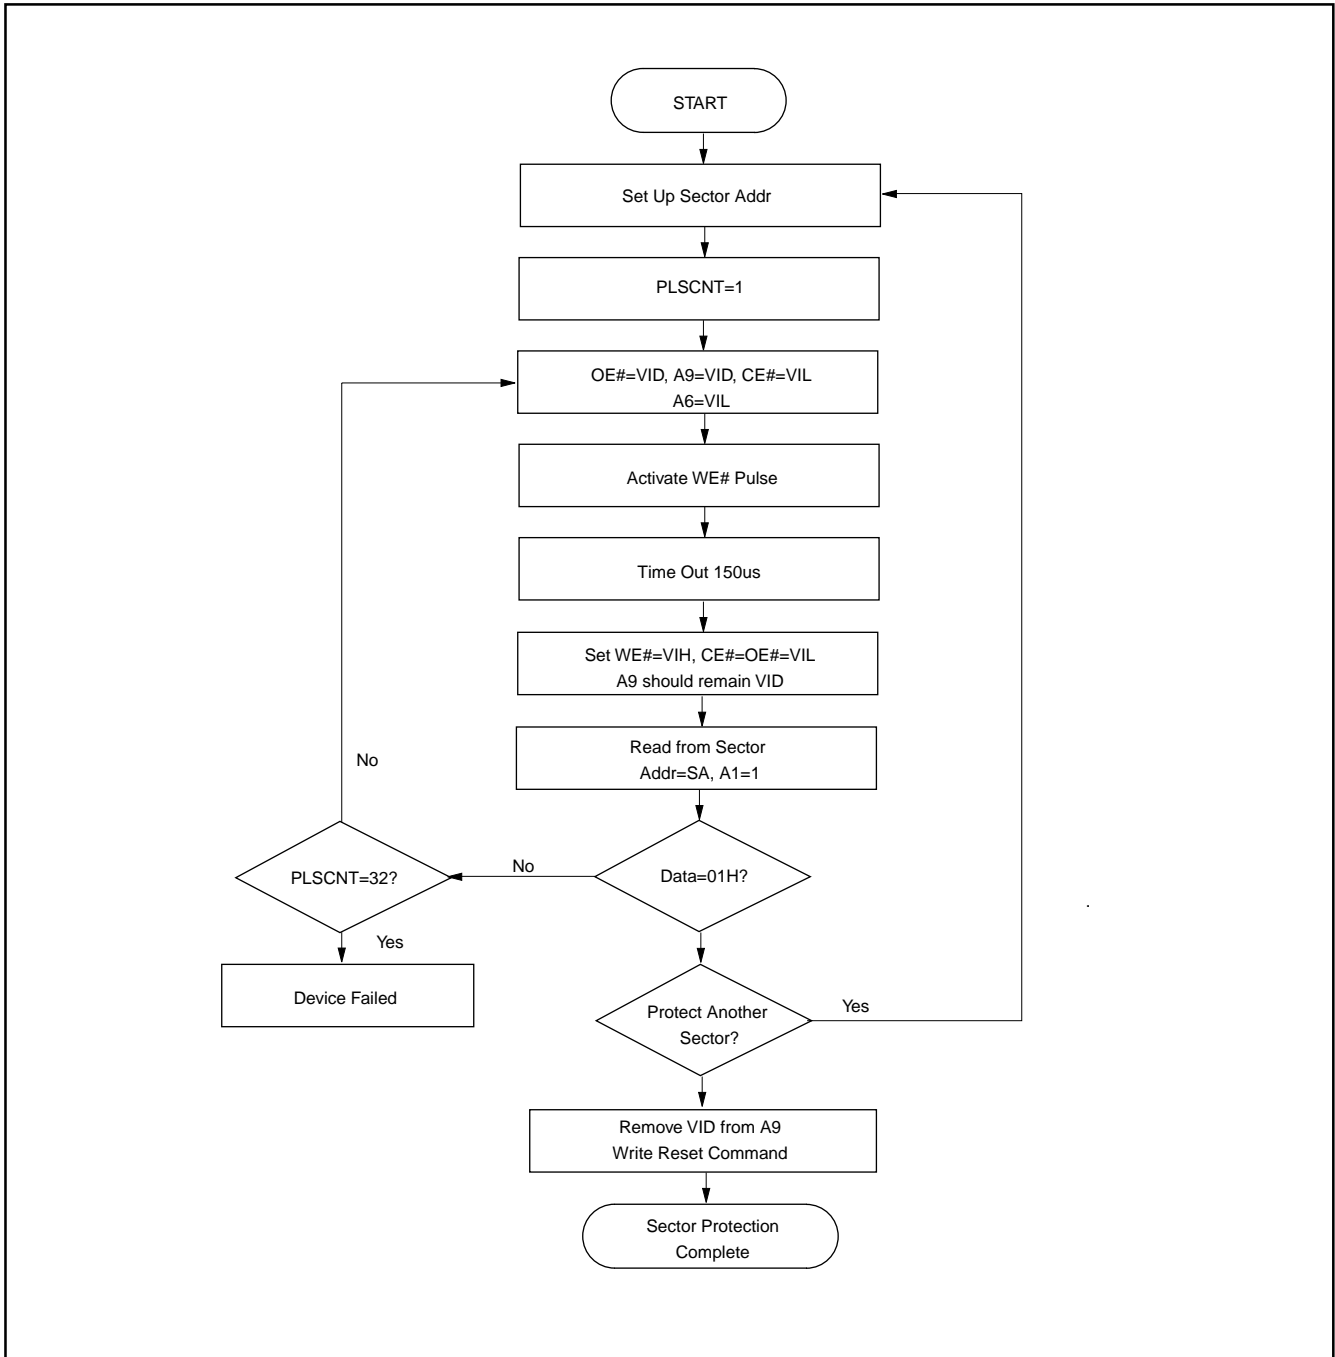 START
Set Up Sector Addr
PLSCNT=1
OE#=VID, A9=VID, CE#=VIL
A6=VIL
Activate WE# Pulse
Time Out 150us
Set WE#=VIH, CE#=OE#=VIL
A9 should remain VID
Read from Sector
Addr=SA, A1=1
No
PLSCNT=32?
No
Data=01H?
Yes
Device Failed
Protect Another
Sector?
Yes
Remove VID from A9
Write Reset Command
Sector Protection
Complete